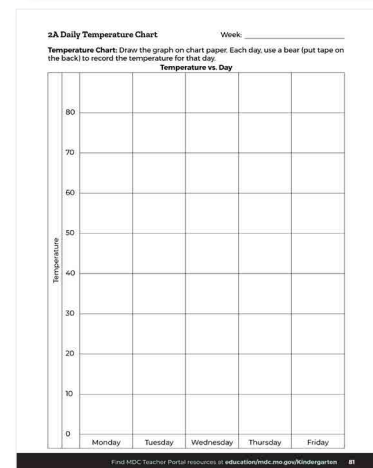 2A Daily Temperature Chart Week:
Temperature Chart: Draw the graph on chart paper. Each day, use a bear (put tape on
the back) to record the temperature for that day.
Temperature vs. Day
80
70
60
50
Temperature
40
30
20
10
0
Monday Tuesday Wednesday Thursday Friday
Find MDC Teacher Portal resources at education/mdc.mo.gov/Kindergarten 81